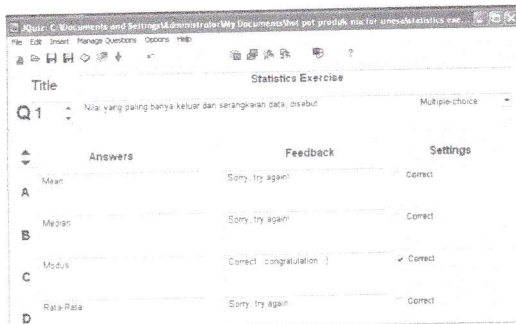 JQuiz: C:\Documents and Settings\Administrator\My Documents\hot pot produk nic for unesa\statistics exe...
File Edit Insert Manage Questions Options Help
Title Statistics Exercise
Q 1 Nilai yang paling banya keluar dari serangkaian data, disebut Multiple-choice
Answers Feedback Settings
A Mean Sorry, try again! Correct
B Median Sorry, try again! Correct
C Modus Correct congratulation :) Correct
D Rata-Rata Sorry, try again Correct